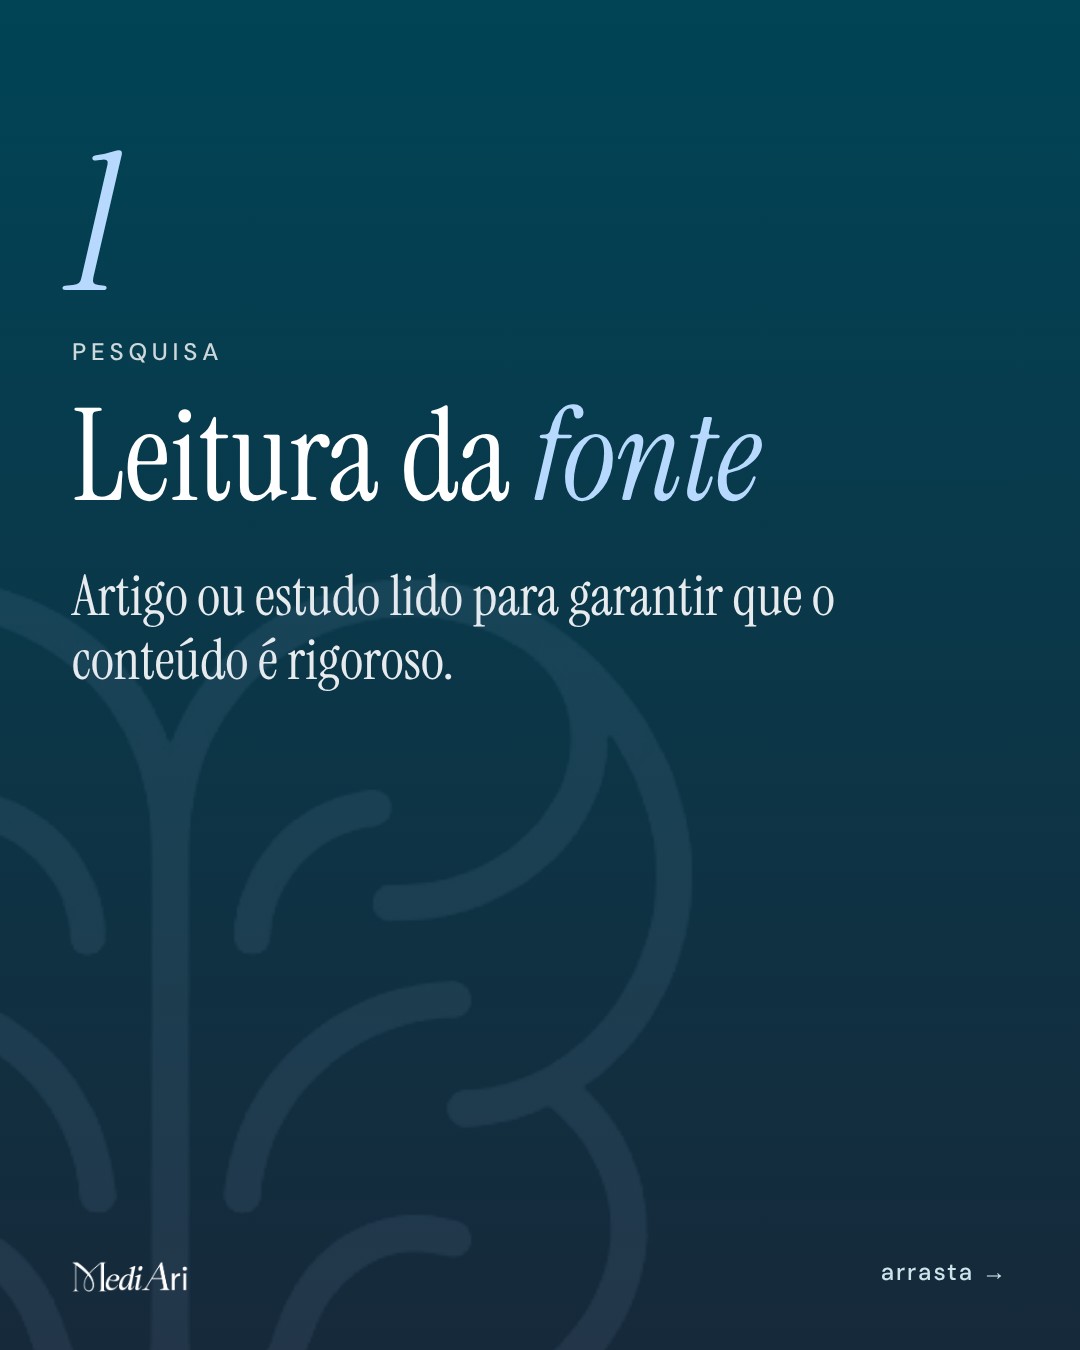 1
PESQUISA
Leitura da fonte
Artigo ou estudo lido para garantir que o
conteúdo é rigoroso.
MediAri
arrasta →